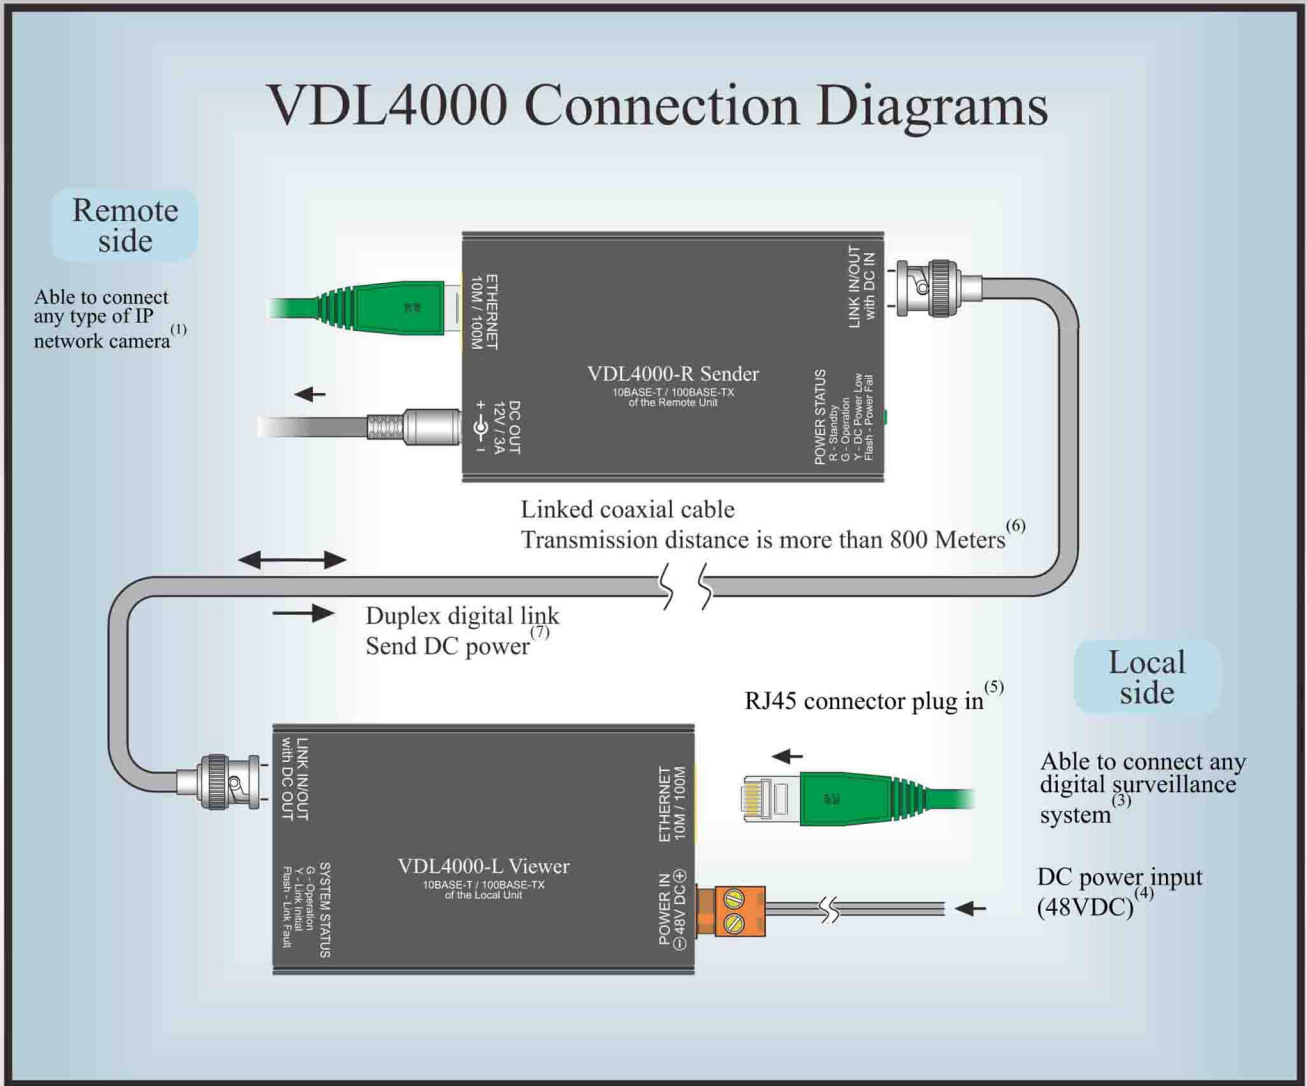 VDL4000 Connection Diagrams
Remote
side
Able to connect
any type of IP
network camera(1)
ETHERNET
10M / 100M
LINK IN/OUT
with DC IN
VDL4000-R Sender
10BASE-T / 100BASE-TX
of the Remote Unit
DC OUT
12V / 3A
+ -
POWER STATUS
R - Standby
G - Operation
Y - DC Power Low
Flash - Power Fail
Linked coaxial cable
Transmission distance is more than 800 Meters(6)
Duplex digital link
Send DC power(7)
Local
side
RJ45 connector plug in(5)
LINK IN/OUT
with DC OUT
ETHERNET
10M / 100M
Able to connect any
digital surveillance
system(3)
VDL4000-L Viewer
10BASE-T / 100BASE-TX
of the Local Unit
SYSTEM STATUS
G - Operation
Y - Link Initial
Flash - Link Fault
POWER IN
⊖ 48V DC ⊕
DC power input
(48VDC)(4)